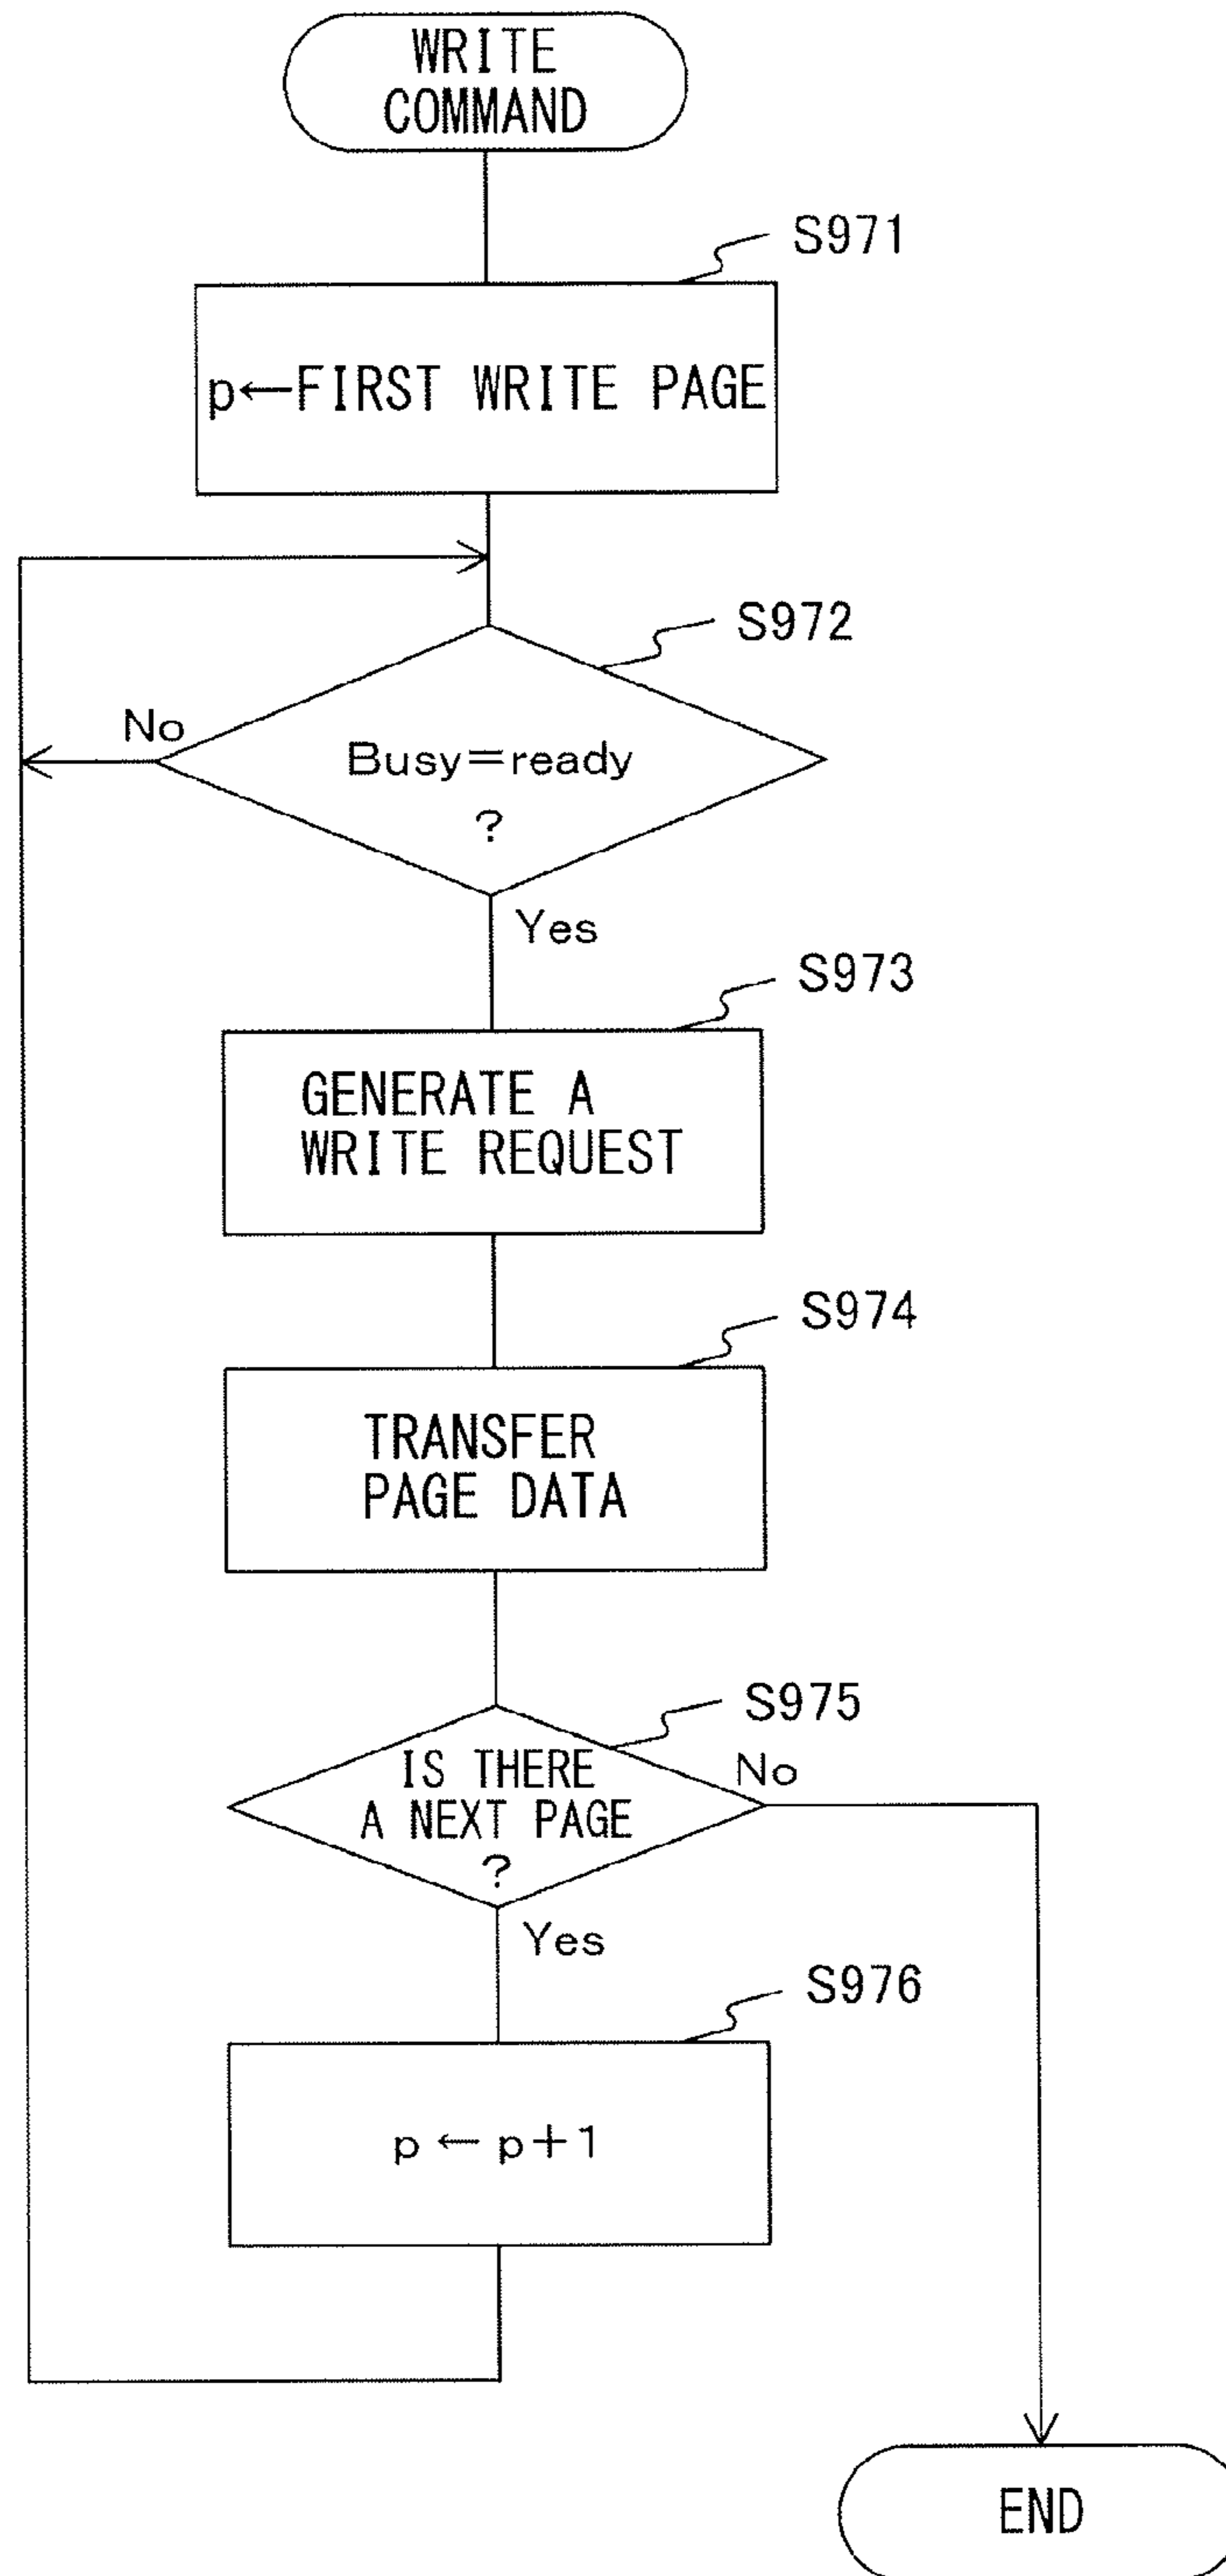 WRITE
COMMAND
S971
p←FIRST WRITE PAGE
S972
No
Busy=ready
?
Yes
S973
GENERATE A
WRITE REQUEST
S974
TRANSFER
PAGE DATA
S975
IS THERE
A NEXT PAGE
?
No
Yes
S976
p←p+1
END